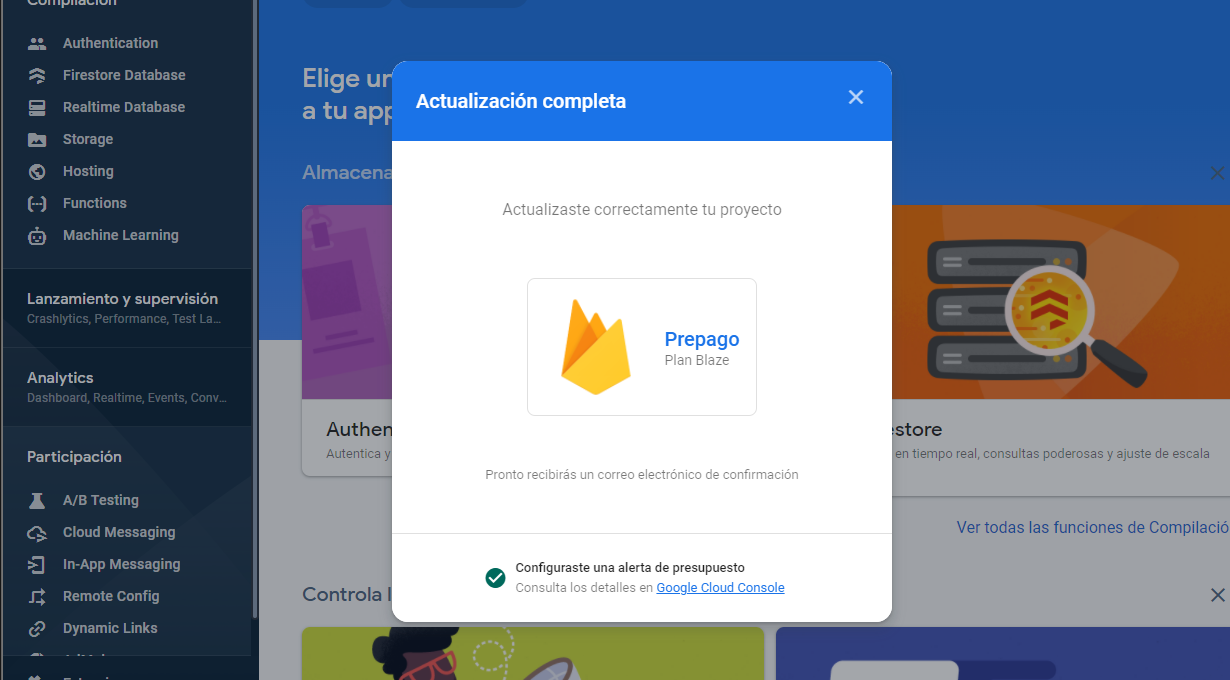 Compilación
Authentication
Firestore Database
Realtime Database
Storage
Hosting
Functions
Machine Learning
Lanzamiento y supervisión
Crashlytics, Performance, Test La...
Analytics
Dashboard, Realtime, Events, Conv...
Participación
A/B Testing
Cloud Messaging
In-App Messaging
Remote Config
Dynamic Links
Elige un
a tu app
Almacena
Authen
Autentica y
estore
en tiempo real, consultas poderosas y ajuste de escala
Ver todas las funciones de Compilació
Controla l
Actualización completa
Actualizaste correctamente tu proyecto
Prepago
Plan Blaze
Pronto recibirás un correo electrónico de confirmación
Configuraste una alerta de presupuesto
Consulta los detalles en Google Cloud Console